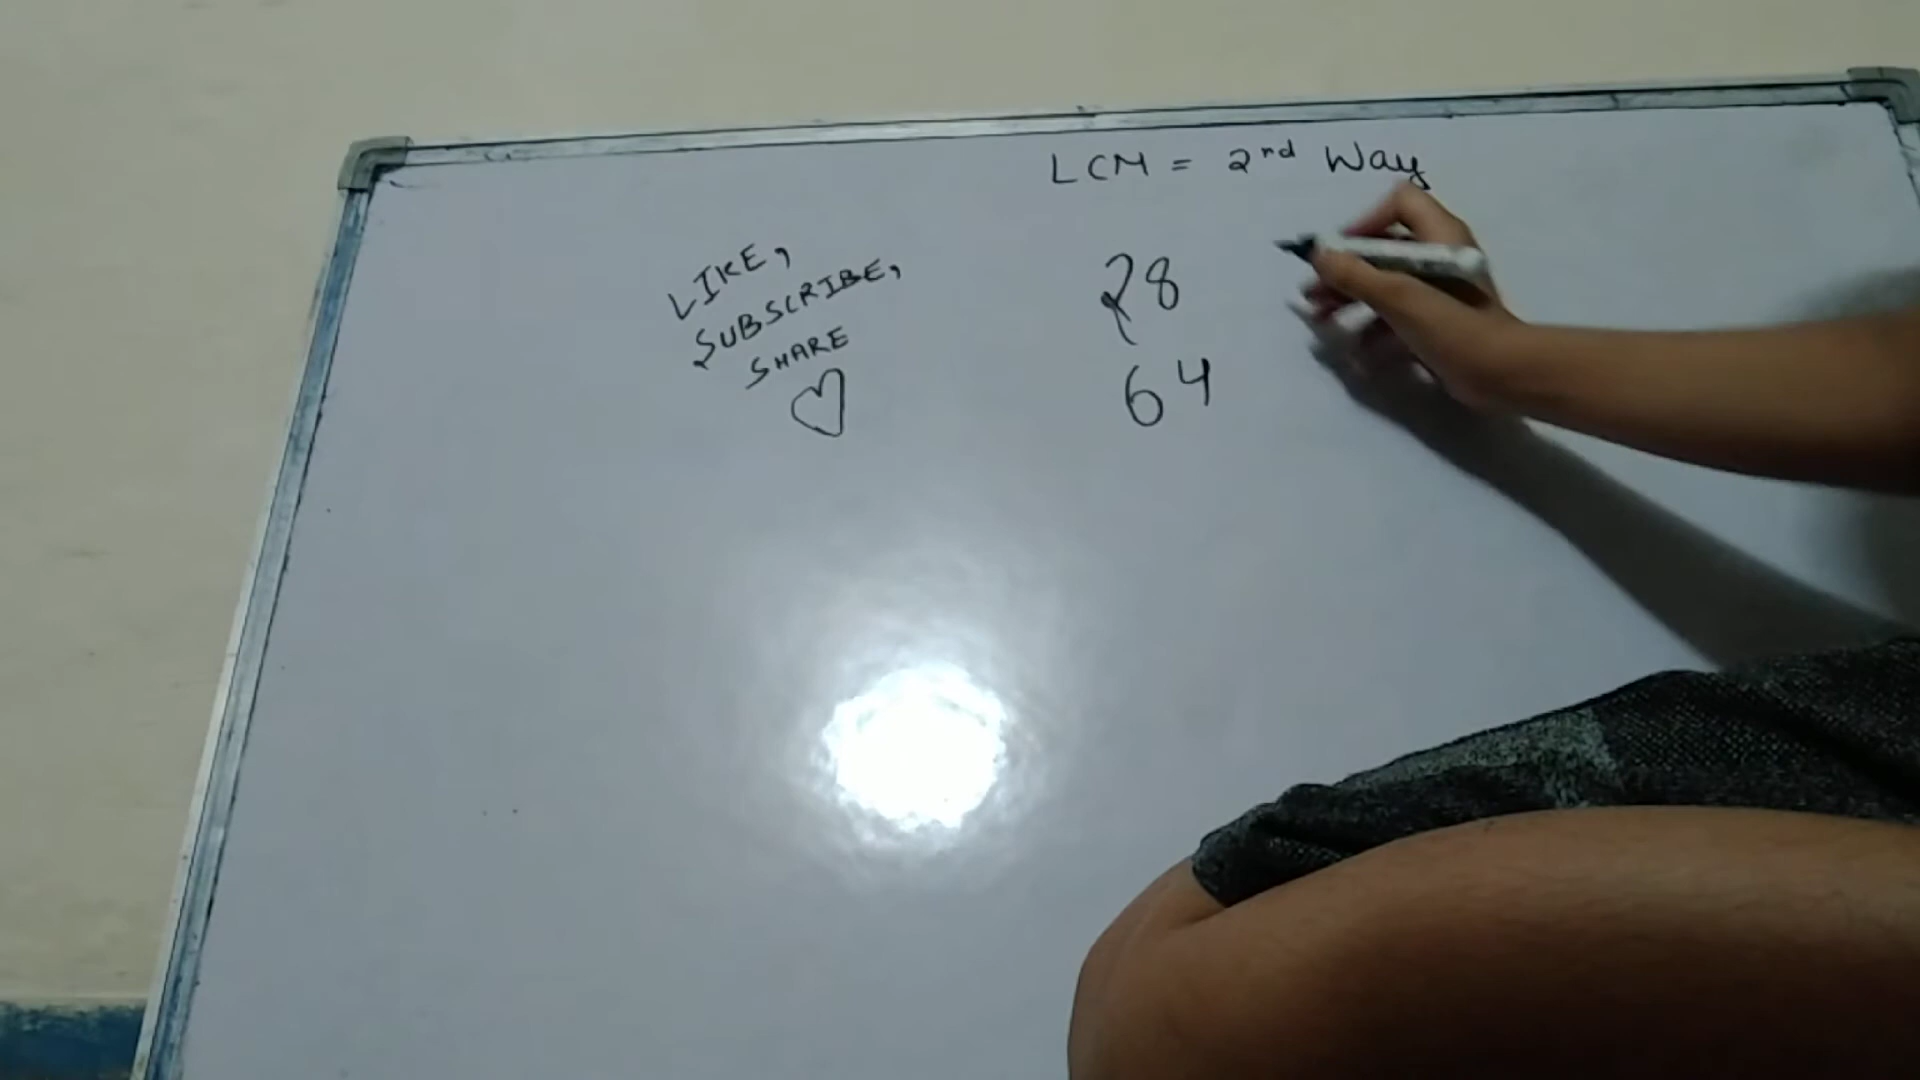 LCM = 2nd Way
LIKE,
SUBSCRIBE,
SHARE
28
64